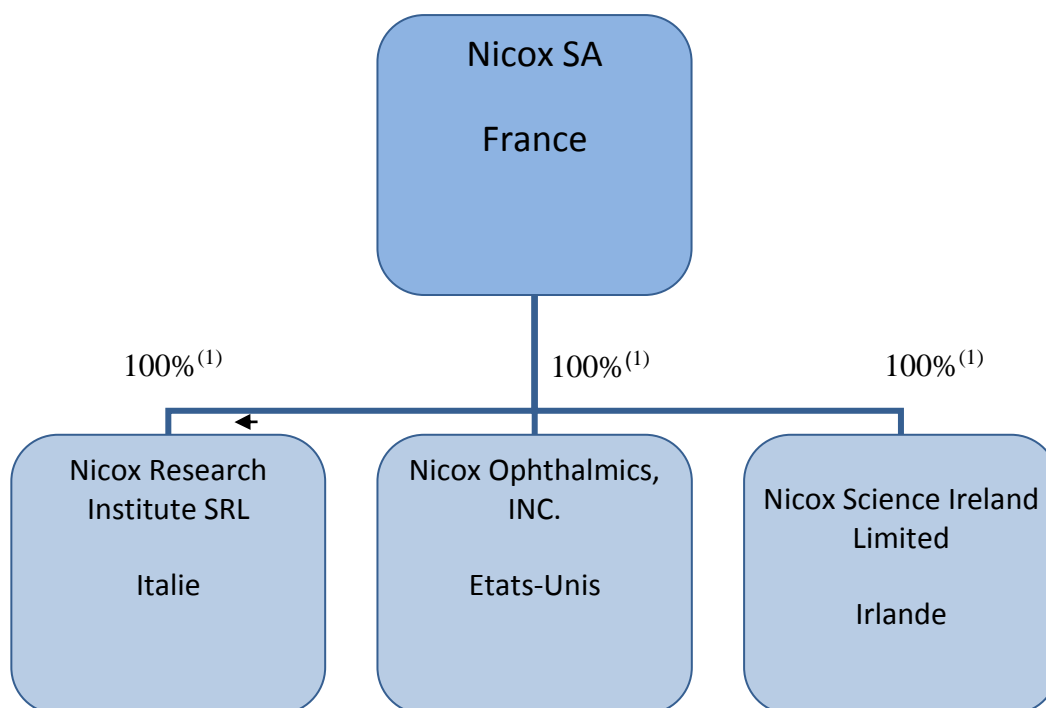 Nicox SA
France
100%(1)
100%(1)
100%(1)
Nicox Research
Institute SRL
Italie
Nicox Ophthalmics,
INC.
Etats-Unis
Nicox Science Ireland
Limited
Irlande